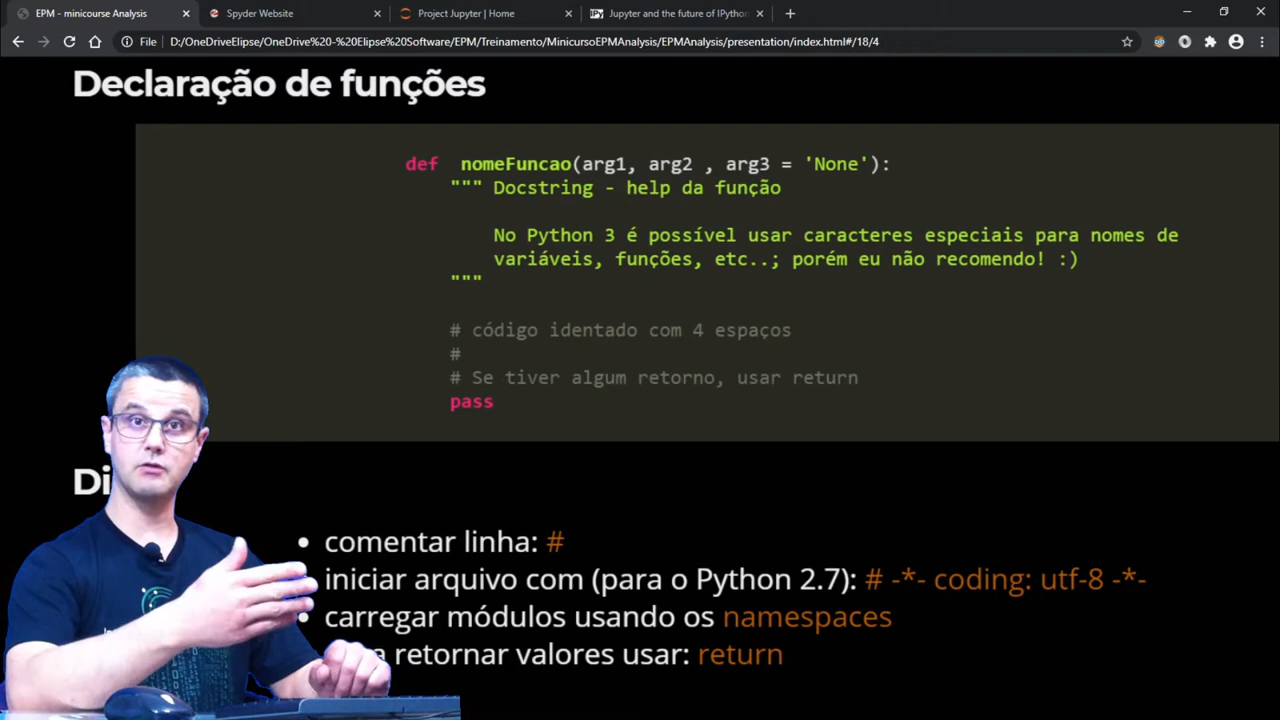 EPM - minicourse Analysis
Spyder Website
Project Jupyter | Home
IPy Jupyter and the future of IPython
File D:/OneDriveElipse/OneDrive%20-%20Elipse%20Software/EPM/Treinamento/MinicursoEPMAnalysis/EPMAnalysis/presentation/index.html#/18/4
Declaração de funções
def nomeFuncao(arg1, arg2 , arg3 = 'None'):
""" Docstring - help da função
No Python 3 é possível usar caracteres especiais para nomes de
variáveis, funções, etc..; porém eu não recomendo! :)
"""
# código identado com 4 espaços
#
# Se tiver algum retorno, usar return
pass
Di
• comentar linha: #
iniciar arquivo com (para o Python 2.7): # -*- coding: utf-8 -*-
• carregar módulos usando os namespaces
a retornar valores usar: return